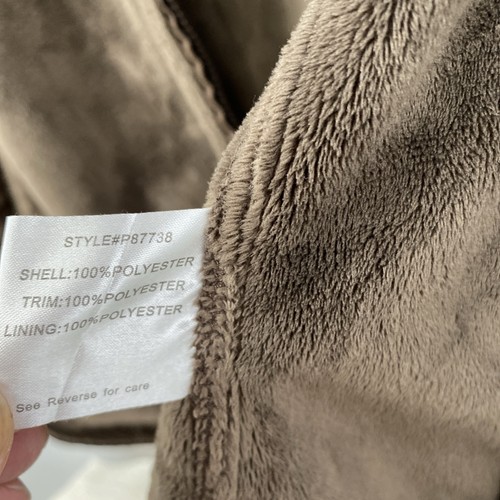 STYLE#P87738
SHELL:100%POLYESTER
TRIM:100%POLYESTER
LINING:100%POLYESTER
See Reverse for care